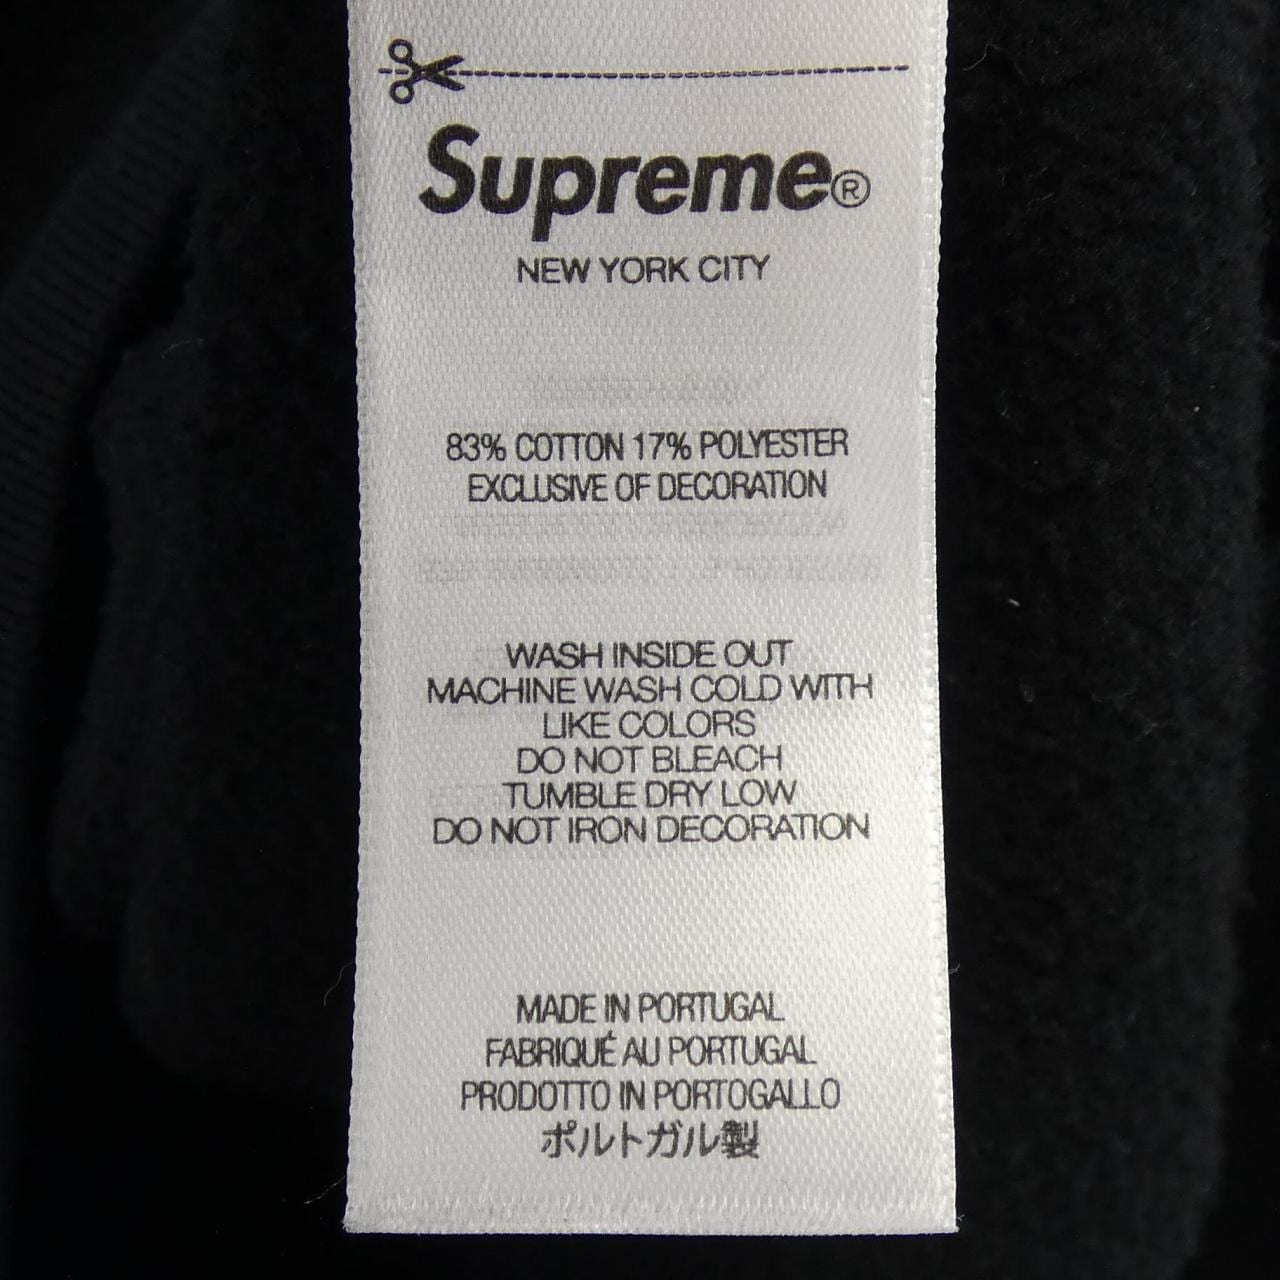 Supreme®
NEW YORK CITY
83% COTTON 17% POLYESTER
EXCLUSIVE OF DECORATION
WASH INSIDE OUT
MACHINE WASH COLD WITH
LIKE COLORS
DO NOT BLEACH
TUMBLE DRY LOW
DO NOT IRON DECORATION
MADE IN PORTUGAL
FABRIQUÉ AU PORTUGAL
PRODOTTO IN PORTOGALLO
ポルトガル製